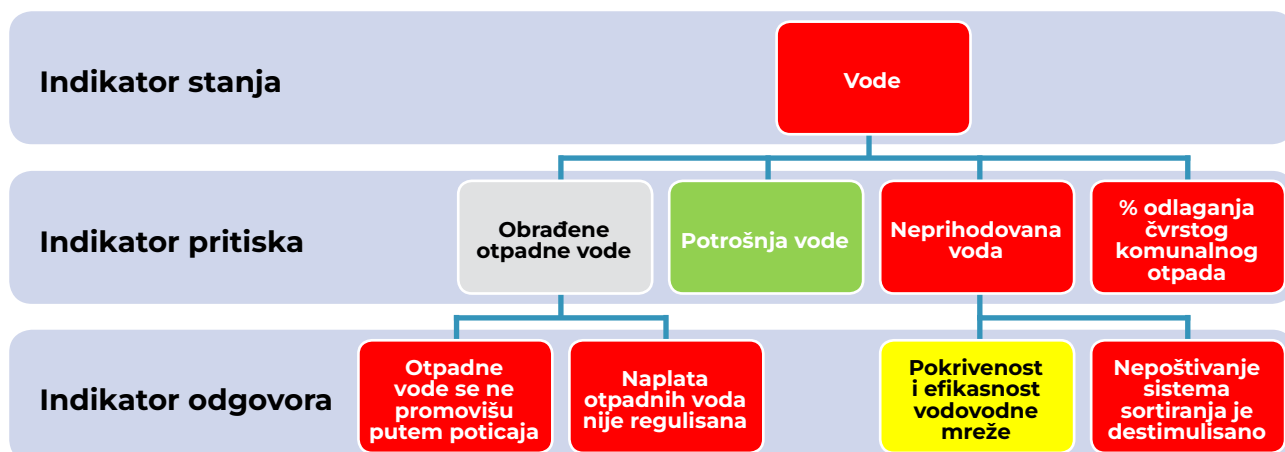 Indikator stanja
Vode
Indikator pritiska
Obrađene
otpadne vode
Potrošnja vode
Neprihodovana
voda
% odlaganja
čvrstog
komunalnog
otpada
Indikator odgovora
Otpadne
vode se ne
promovišu
putem poticaja
Naplata
otpadnih voda
nije regulisana
Pokrivenost
i efikasnost
vodovodne
mreže
Nepoštivanje
sistema
sortiranja je
destimulisano